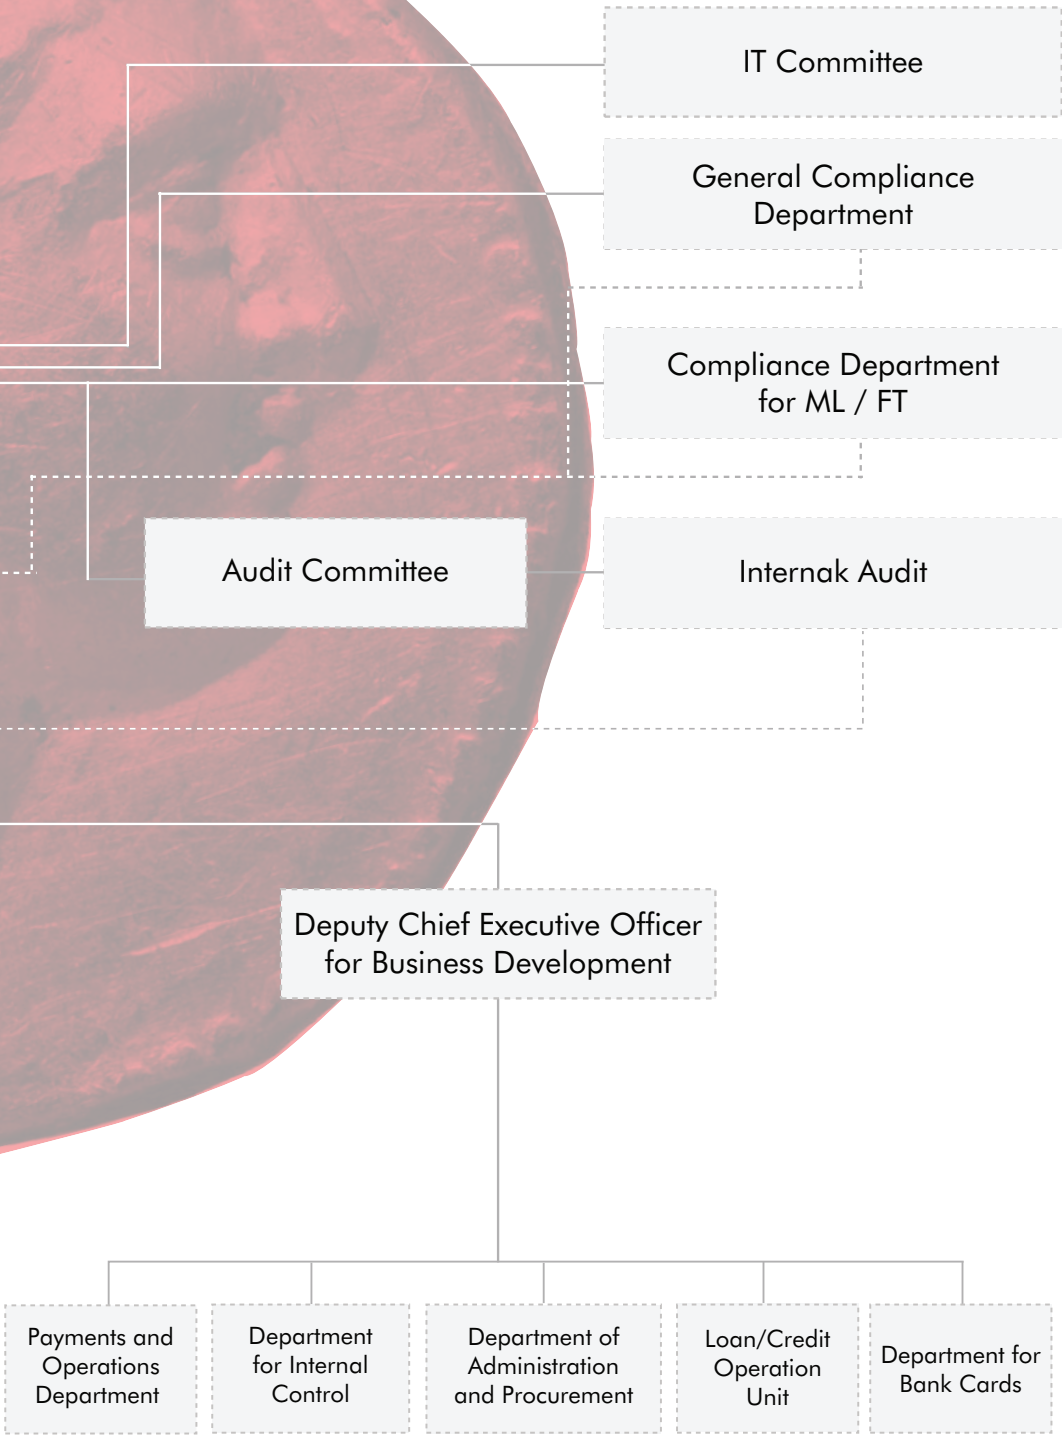 IT Committee
General Compliance
Department
Compliance Department
for ML / FT
Audit Committee
Internak Audit
Deputy Chief Executive Officer
for Business Development
Payments and
Operations
Department
Department
for Internal
Control
Department of
Administration
and Procurement
Loan/Credit
Operation
Unit
Department for
Bank Cards